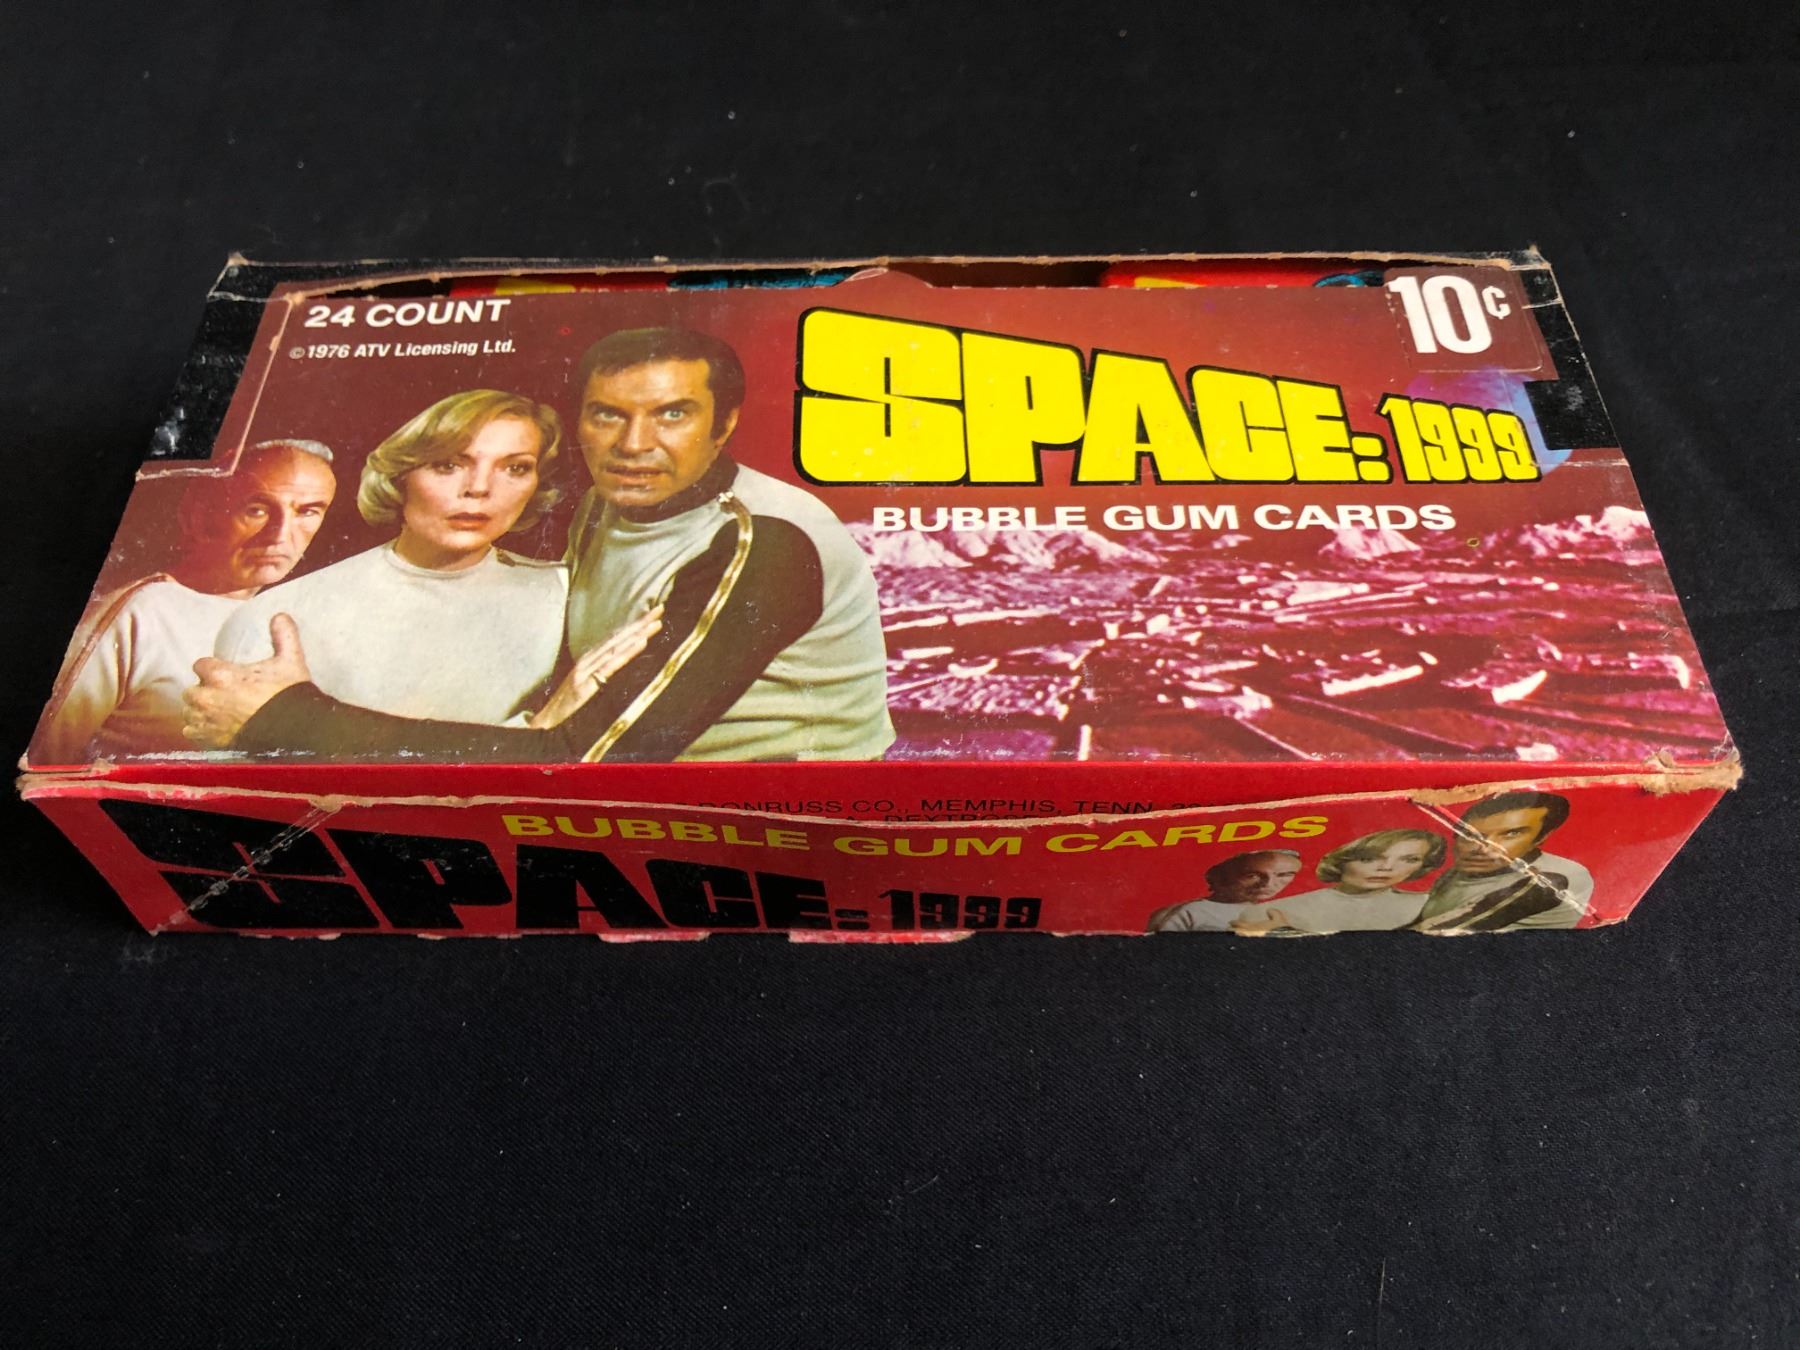 24 COUNT
© 1976 ATV Licensing Ltd.
10¢
SPACE: 1999
BUBBLE GUM CARDS
DONRUSS CO., MEMPHIS, TENN.
BUBBLE GUM CARDS
SPACE: 1999